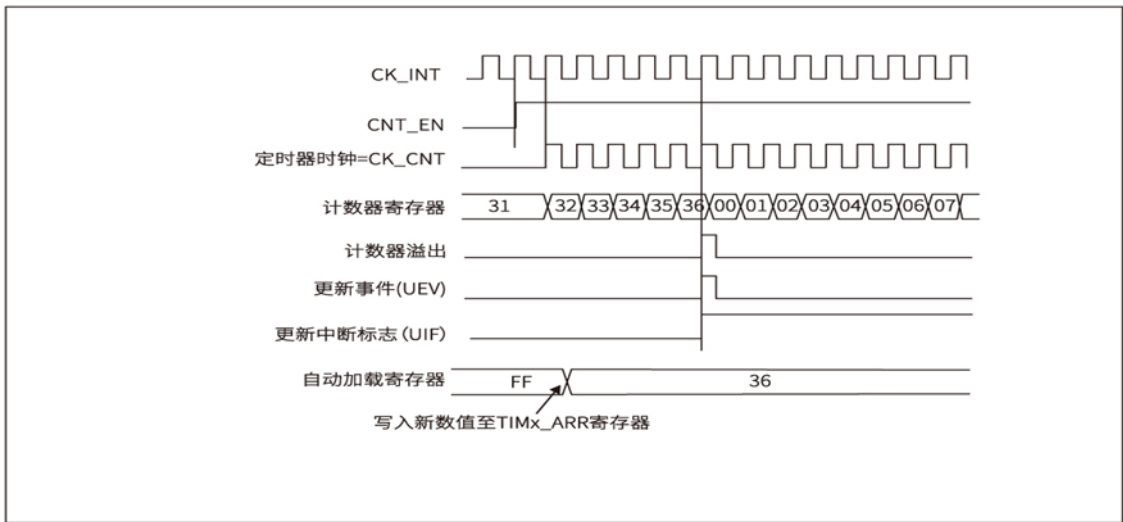 CK_INT
CNT_EN
定时器时钟=CK_CNT
计数器寄存器 31 32 33 34 35 36 00 01 02 03 04 05 06 07
计数器溢出
更新事件(UEV)
更新中断标志(UIF)
自动加载寄存器 FF 36
写入新数值至TIMx_ARR寄存器